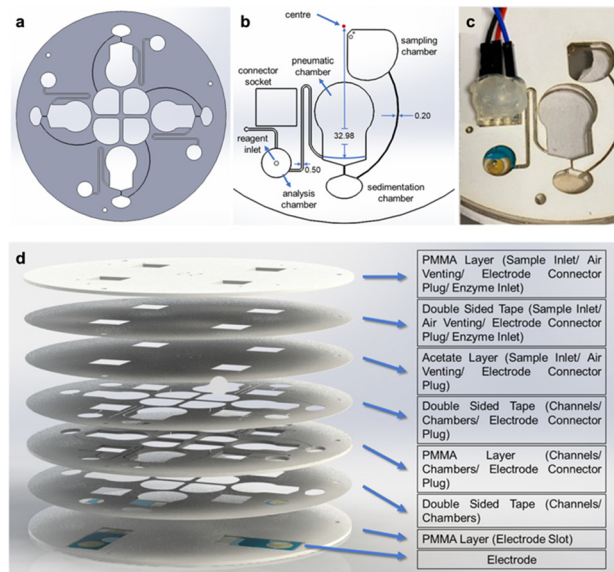 a
b
c
centre
sampling
chamber
pneumatic
chamber
connector
socket
0.20
32.98
reagent
inlet
0.50
analysis
chamber
sedimentation
chamber
d
PMMA Layer (Sample Inlet/ Air
Venting/ Electrode Connector
Plug/ Enzyme Inlet)
Double Sided Tape (Sample Inlet/
Air Venting/ Electrode Connector
Plug/ Enzyme Inlet)
Acetate Layer (Sample Inlet/ Air
Venting/ Electrode Connector
Plug)
Double Sided Tape (Channels/
Chambers/ Electrode Connector
Plug)
PMMA Layer (Channels/
Chambers/ Electrode Connector
Plug)
Double Sided Tape (Channels/
Chambers)
PMMA Layer (Electrode Slot)
Electrode